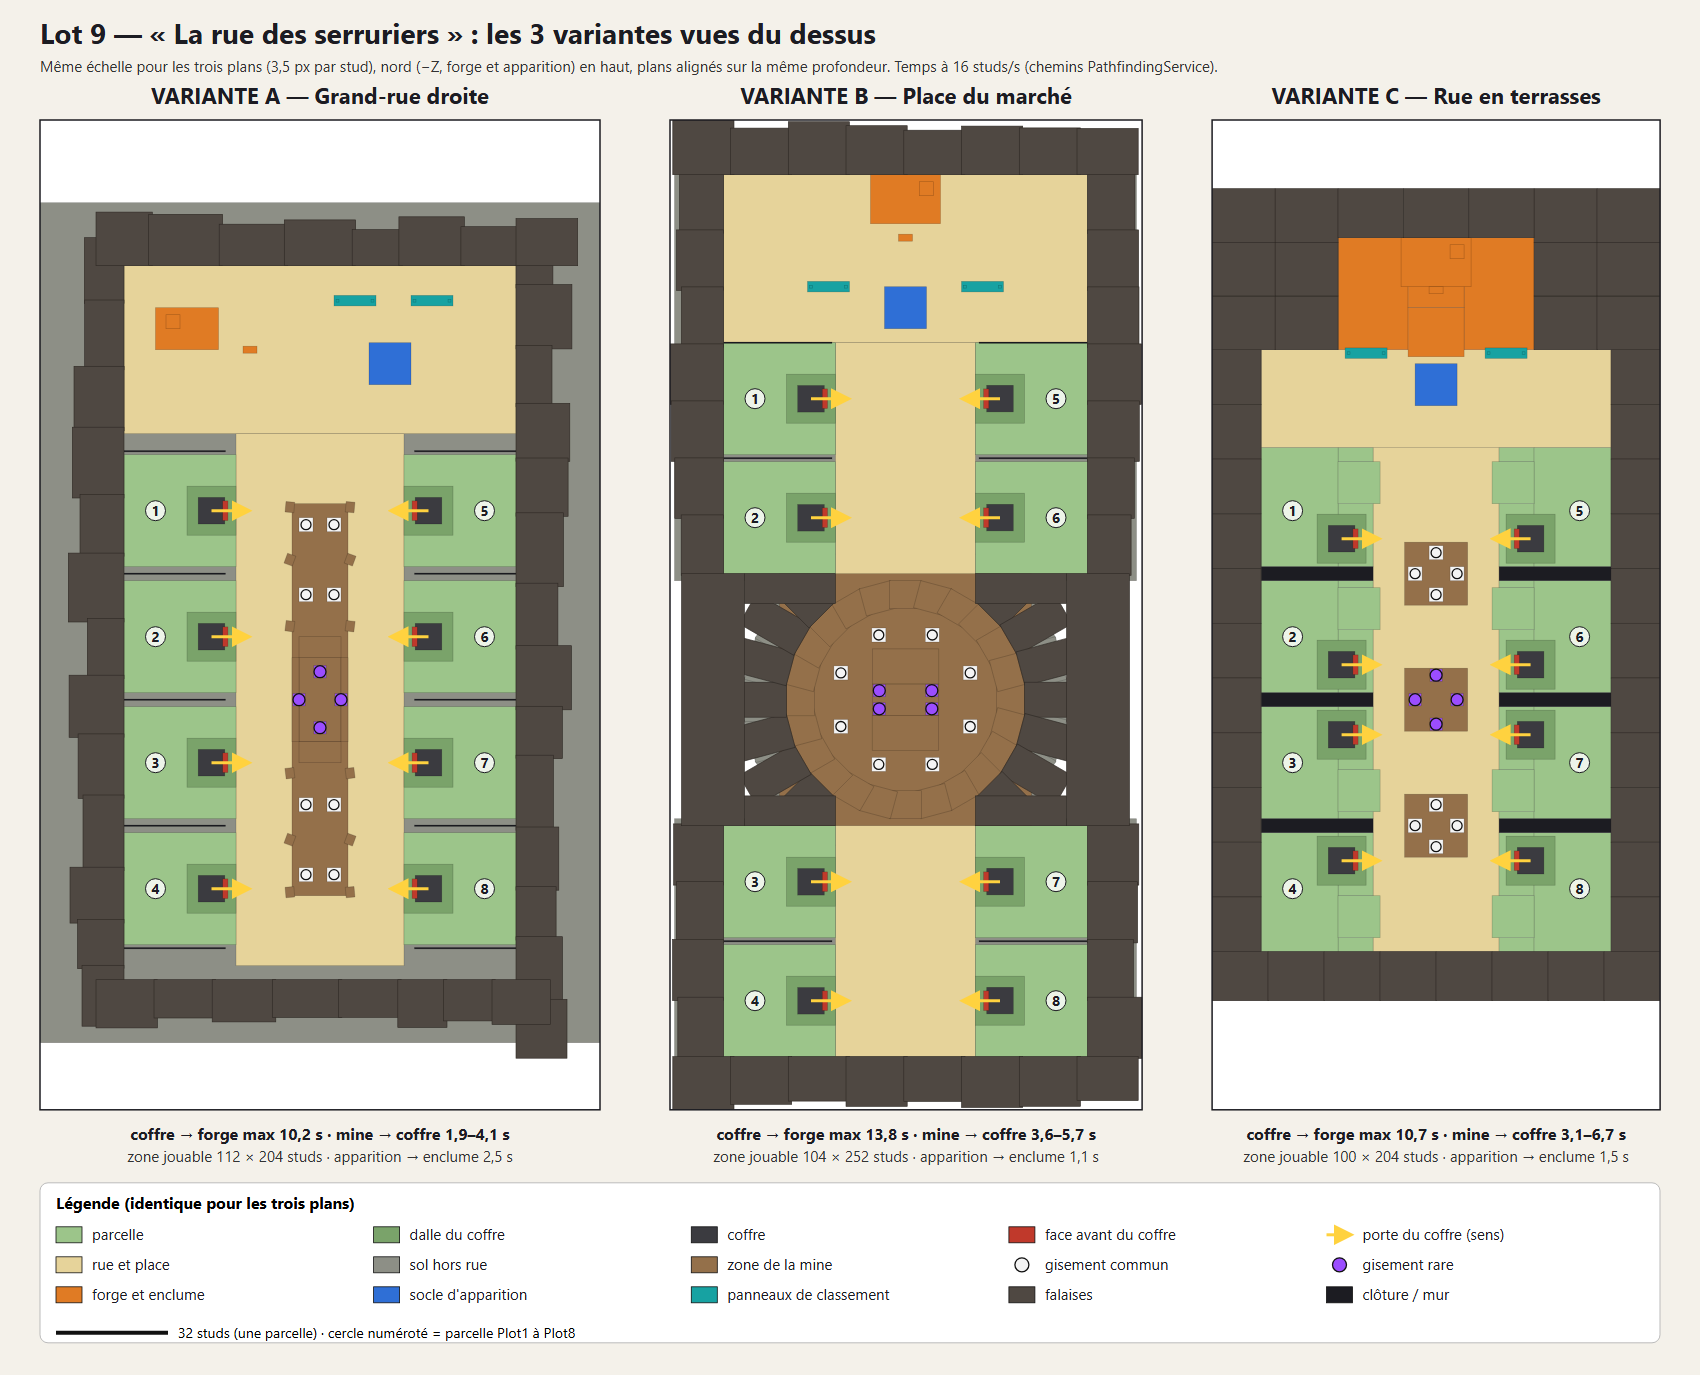 Lot 9 — « La rue des serruriers » : les 3 variantes vues du dessus
Même échelle pour les trois plans (3,5 px par stud), nord (−Z, forge et apparition) en haut, plans alignés sur la même profondeur. Temps à 16 studs/s (chemins PathfindingService).
VARIANTE A — Grand-rue droite
1
2
3
4
5
6
7
8
coffre → forge max 10,2 s · mine → coffre 1,9–4,1 s
zone jouable 112 × 204 studs · apparition → enclume 2,5 s
VARIANTE B — Place du marché
1
2
3
4
5
6
7
8
coffre → forge max 13,8 s · mine → coffre 3,6–5,7 s
zone jouable 104 × 252 studs · apparition → enclume 1,1 s
VARIANTE C — Rue en terrasses
1
2
3
4
5
6
7
8
coffre → forge max 10,7 s · mine → coffre 3,1–6,7 s
zone jouable 100 × 204 studs · apparition → enclume 1,5 s
Légende (identique pour les trois plans)
parcelle
dalle du coffre
coffre
face avant du coffre
porte du coffre (sens)
rue et place
sol hors rue
zone de la mine
gisement commun
gisement rare
forge et enclume
socle d'apparition
panneaux de classement
falaises
clôture / mur
32 studs (une parcelle) · cercle numéroté = parcelle Plot1 à Plot8